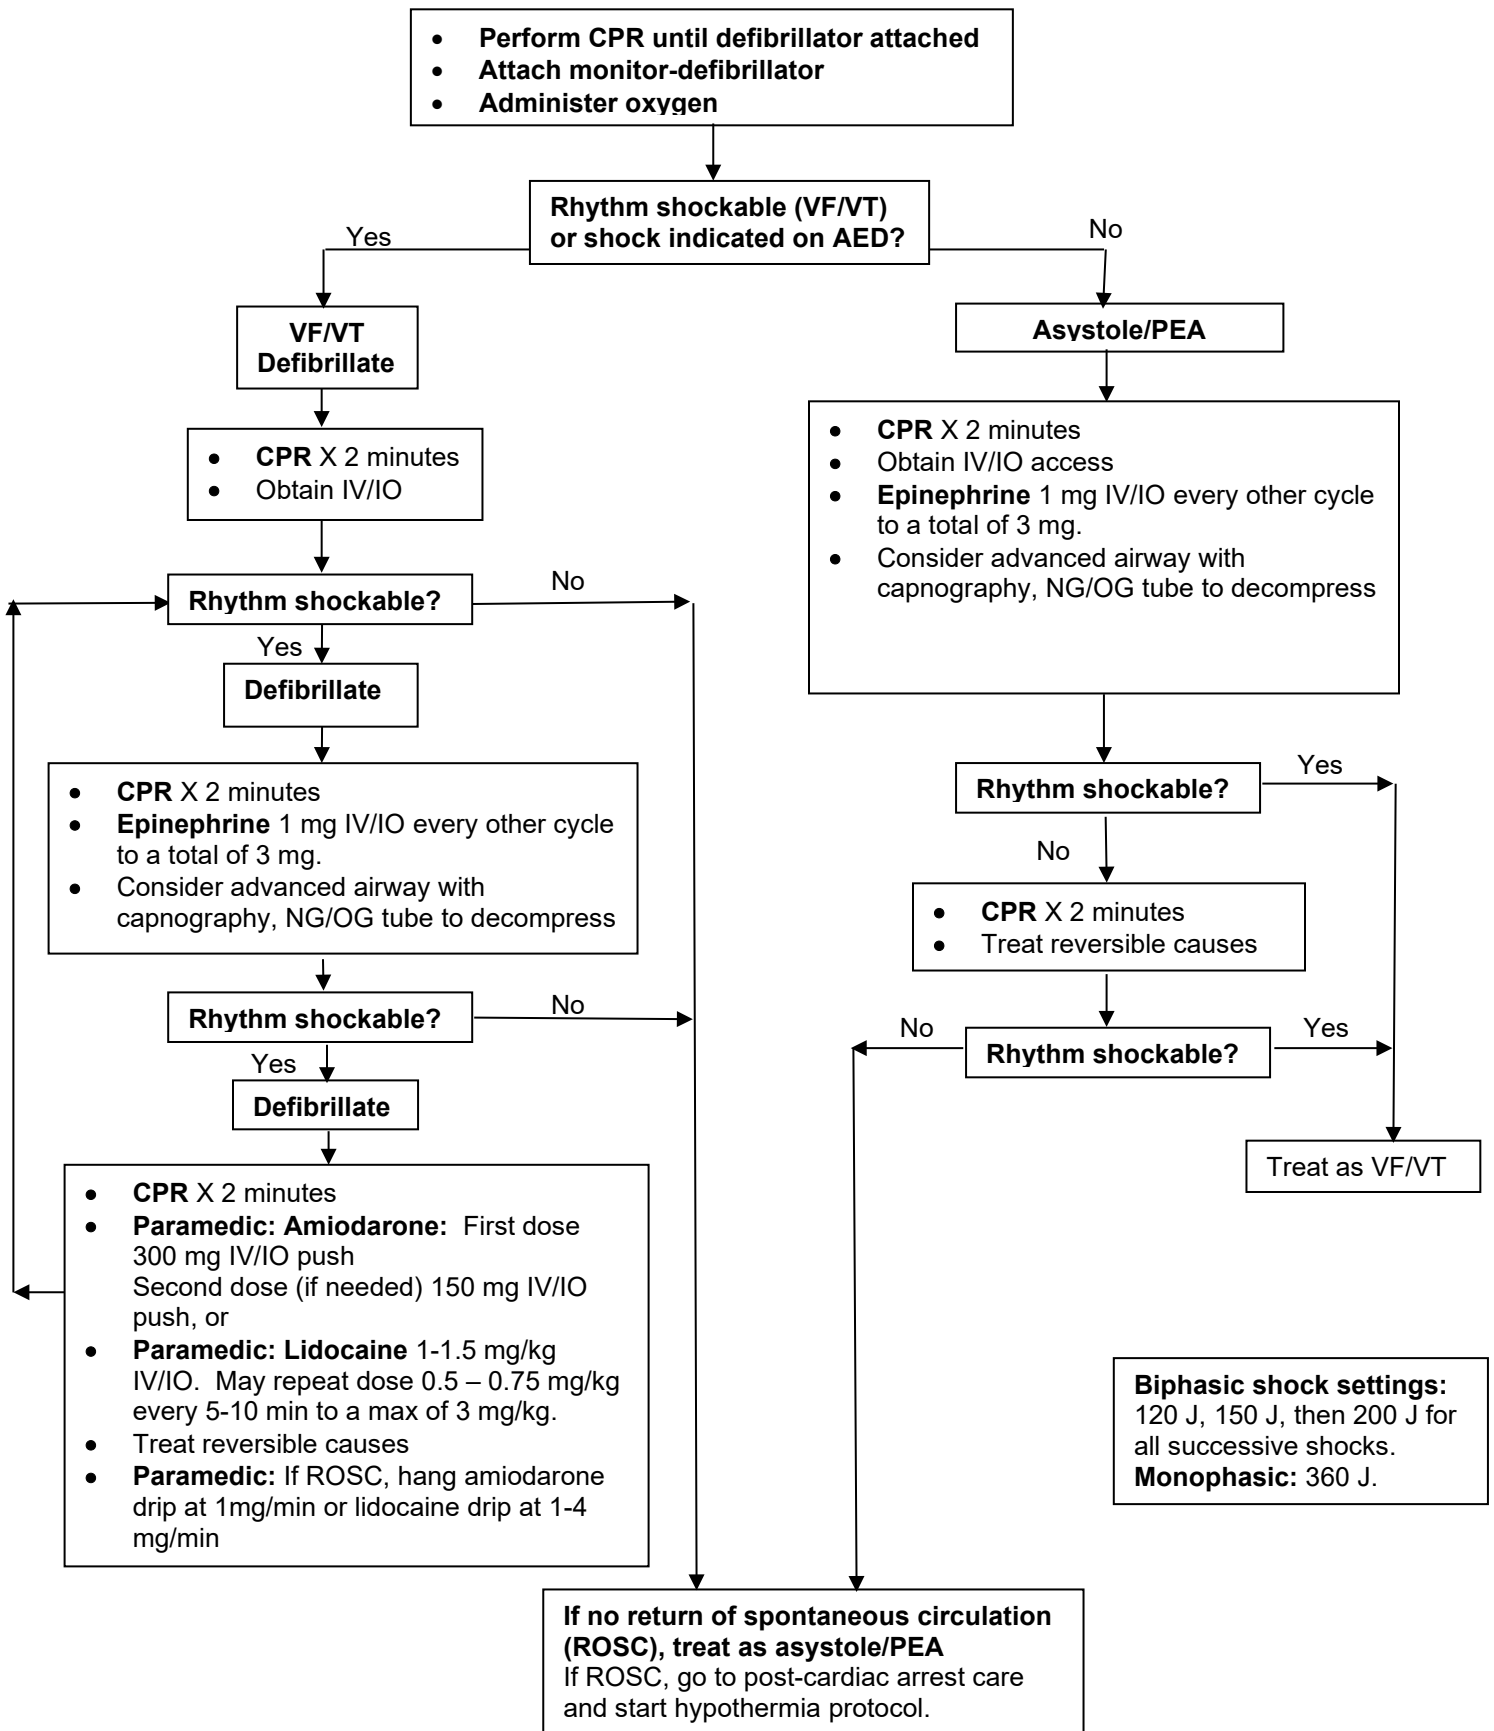 • Perform CPR until defibrillator attached
• Attach monitor-defibrillator
• Administer oxygen
Rhythm shockable (VF/VT)
or shock indicated on AED?
Yes
No
VF/VT
Defibrillate
• CPR X 2 minutes
• Obtain IV/IO
Rhythm shockable?
No
Yes
Defibrillate
• CPR X 2 minutes
• Epinephrine 1 mg IV/IO every other cycle
to a total of 3 mg.
• Consider advanced airway with
capnography, NG/OG tube to decompress
Rhythm shockable?
No
Yes
Defibrillate
• CPR X 2 minutes
• Paramedic: Amiodarone: First dose
300 mg IV/IO push
Second dose (if needed) 150 mg IV/IO
push, or
• Paramedic: Lidocaine 1-1.5 mg/kg
IV/IO. May repeat dose 0.5 – 0.75 mg/kg
every 5-10 min to a max of 3 mg/kg.
• Treat reversible causes
• Paramedic: If ROSC, hang amiodarone
drip at 1mg/min or lidocaine drip at 1-4
mg/min
Asystole/PEA
• CPR X 2 minutes
• Obtain IV/IO access
• Epinephrine 1 mg IV/IO every other cycle
to a total of 3 mg.
• Consider advanced airway with
capnography, NG/OG tube to decompress
Rhythm shockable?
Yes
No
• CPR X 2 minutes
• Treat reversible causes
No
Rhythm shockable?
Yes
Treat as VF/VT
Biphasic shock settings:
120 J, 150 J, then 200 J for
all successive shocks.
Monophasic: 360 J.
If no return of spontaneous circulation
(ROSC), treat as asystole/PEA
If ROSC, go to post-cardiac arrest care
and start hypothermia protocol.